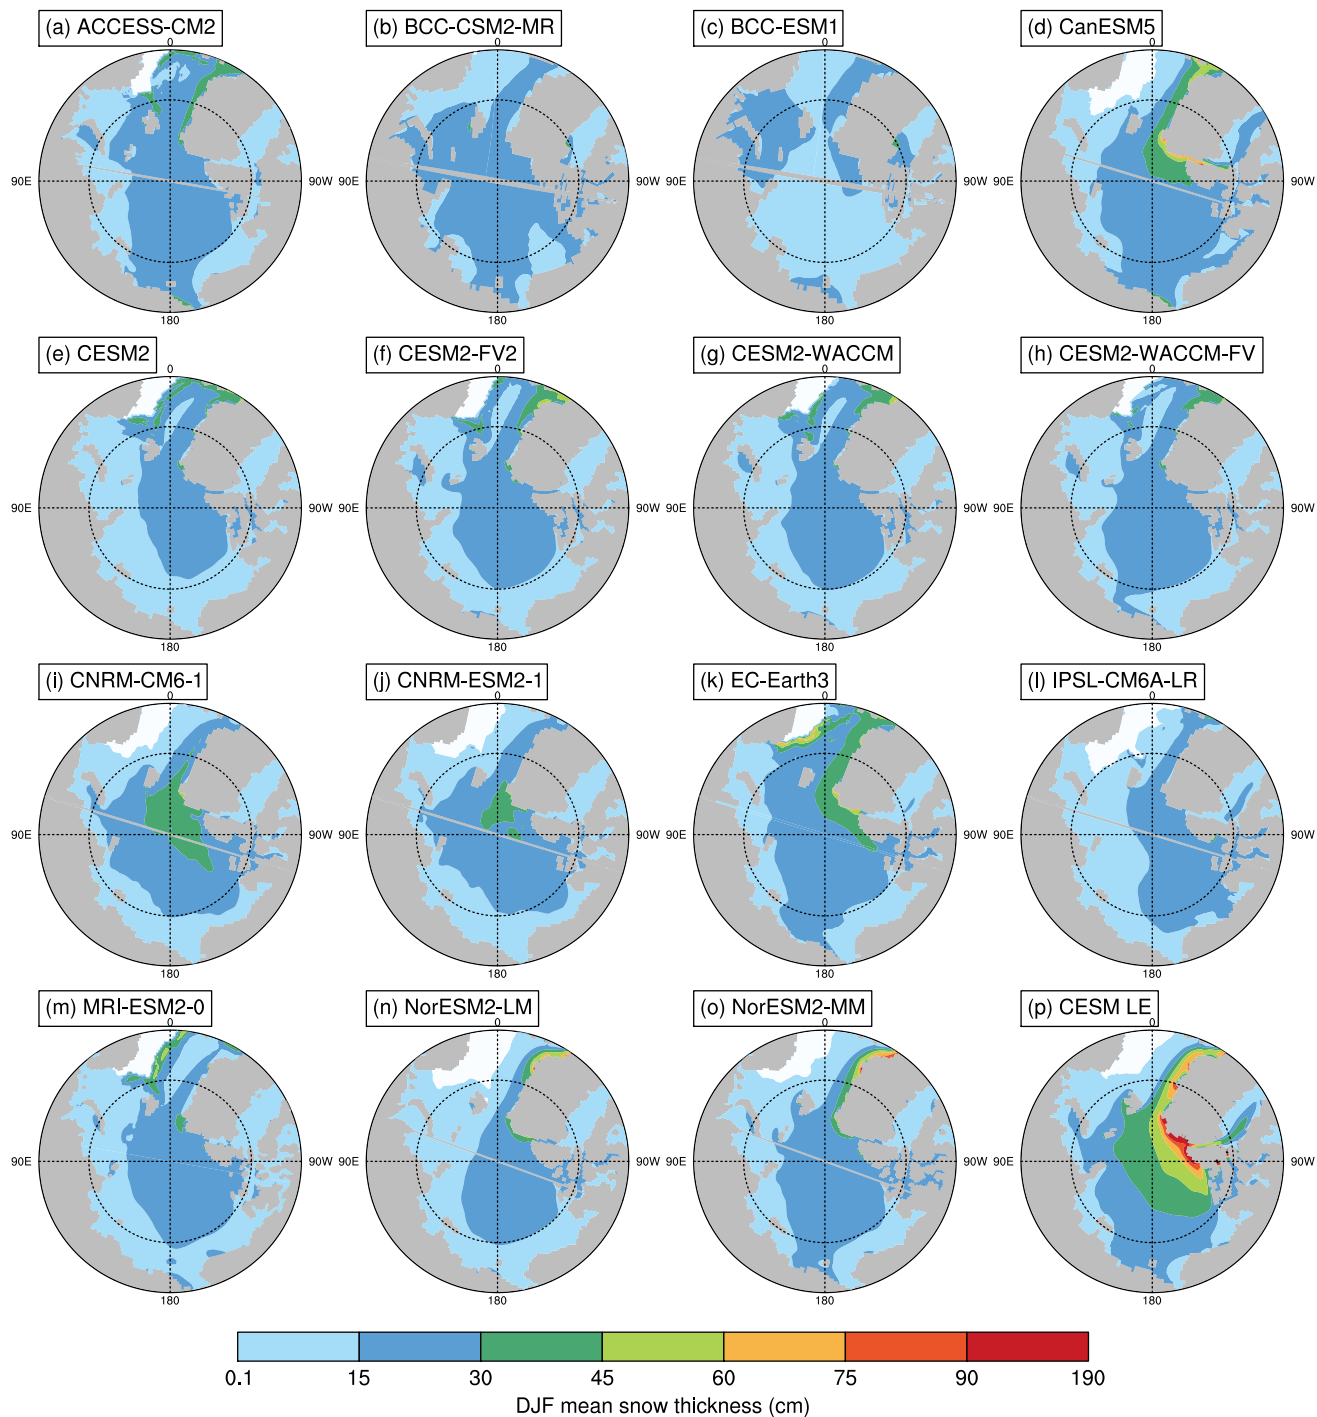 (a) ACCESS-CM2
(b) BCC-CSM2-MR
(c) BCC-ESM1
(d) CanESM5
0
0
0
0
90E
90W
90E
90W
90E
90W
90E
90W
180
180
180
180
(e) CESM2
(f) CESM2-FV2
(g) CESM2-WACCM
(h) CESM2-WACCM-FV
0
0
0
0
90E
90W
90E
90W
90E
90W
90E
90W
180
180
180
180
(i) CNRM-CM6-1
(j) CNRM-ESM2-1
(k) EC-Earth3
(l) IPSL-CM6A-LR
0
0
0
0
90E
90W
90E
90W
90E
90W
90E
90W
180
180
180
180
(m) MRI-ESM2-0
(n) NorESM2-LM
(o) NorESM2-MM
(p) CESM LE
0
0
0
0
90E
90W
90E
90W
90E
90W
90E
90W
180
180
180
180
0.1 15 30 45 60 75 90 190
DJF mean snow thickness (cm)